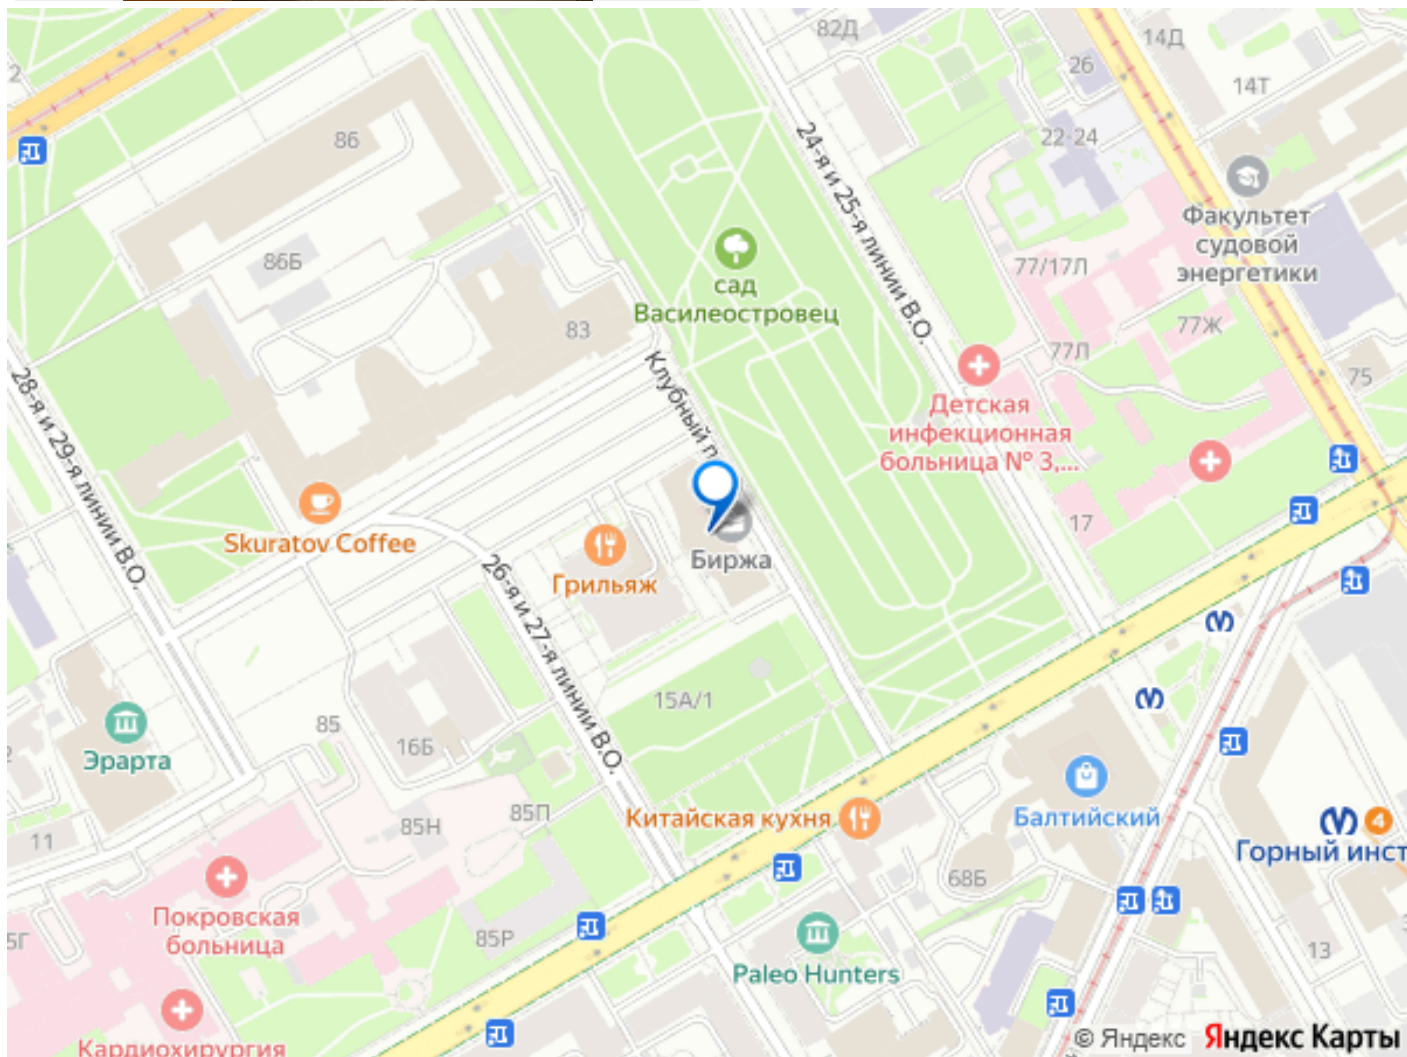 82Д
14Д
26
14Т
2
86
22-24
24-я и 25-я линии В.О.
Факультет
судовой
энергетики
86Б
77/17Л
сад
Василеостровец
83
77Ж
77Л
75
Клубный п
28-я и 29-я линии В.О.
Детская
инфекционная
больница № 3,...
17
Skuratov Coffee
Биржа
Грильяж
26-я и 27-я линии В.О.
15А/1
85
16Б
Эрарта
85П
85Н
11
Китайская кухня
Балтийский
4
Горный инст
68Б
Покровская
больница
5Г
85Р
Paleo Hunters
13
Кардиохирургия
© Яндекс Яндекс Карты